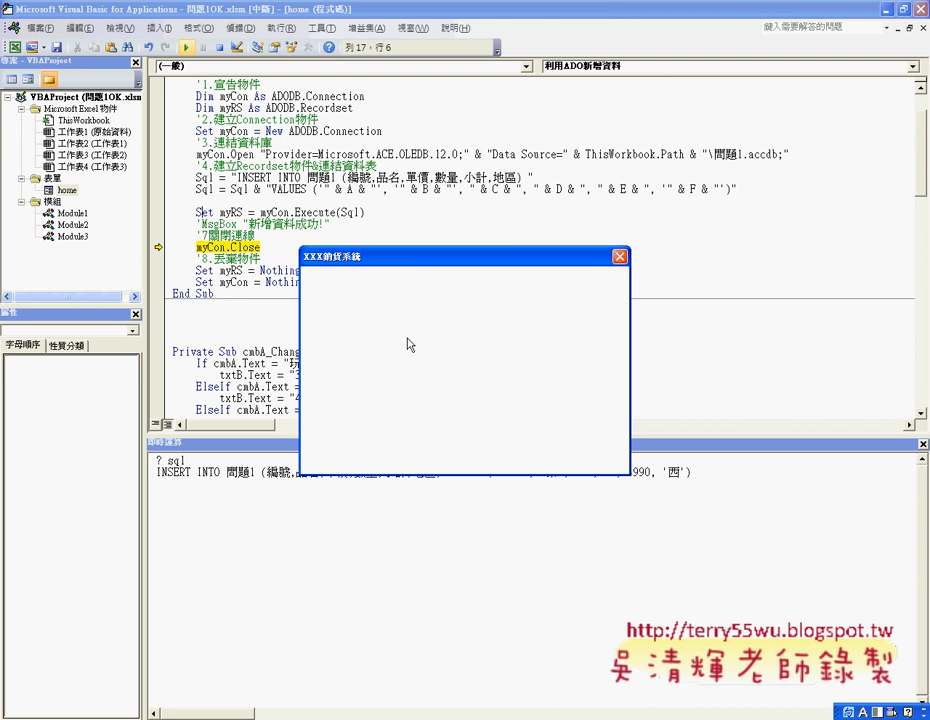 Microsoft Visual Basic for Applications - 問題1OK.xlsm [中斷] - [home (程式碼)]
檔案(F) 編輯(E) 檢視(V) 插入(I) 格式(O) 偵錯(D) 執行(R) 工具(T) 增益集(A) 視窗(W) 說明(H) 鍵入需要解答的問題
列 17，行 6
專案 - VBAProject
(一般) 利用ADO新增資料
VBAProject (問題1OK.xlsm
Microsoft Excel 物件
ThisWorkbook
工作表1 (原始資料)
工作表2 (工作表1)
工作表3 (工作表2)
工作表4 (工作表3)
表單
home
模組
Module1
Module2
Module3
'1.宣告物件
Dim myCon As ADODB.Connection
Dim myRS As ADODB.Recordset
'2.建立Connection物件
Set myCon = New ADODB.Connection
'3.連結資料庫
myCon.Open "Provider=Microsoft.ACE.OLEDB.12.0;" & "Data Source=" & ThisWorkbook.Path & "\問題1.accdb;"
'4.建立Recordset物件&連結資料表
Sql = "INSERT INTO 問題1 (編號,品名,單價,數量,小計,地區) "
Sql = Sql & "VALUES ('" & A & "', '" & B & "', " & C & ", " & D & ", " & E & ", '" & F & "')"
Set myRS = myCon.Execute(Sql)
'MsgBox "新增資料成功!"
'7關閉連線
myCon.Close
'8.丟棄物件
Set myRS = Nothing
Set myCon = Nothin
End Sub
XXX銷貨系統
屬性
字母順序 性質分類
Private Sub cmbA_Chang
If cmbA.Text = "玩
txtB.Text = "3
ElseIf cmbA.Text =
txtB.Text = "4
ElseIf cmbA.Text =
即時運算
? sql
INSERT INTO 問題1 (編號,品名 990, '西')
http://terry55wu.blogspot.tw
吳清輝老師錄製